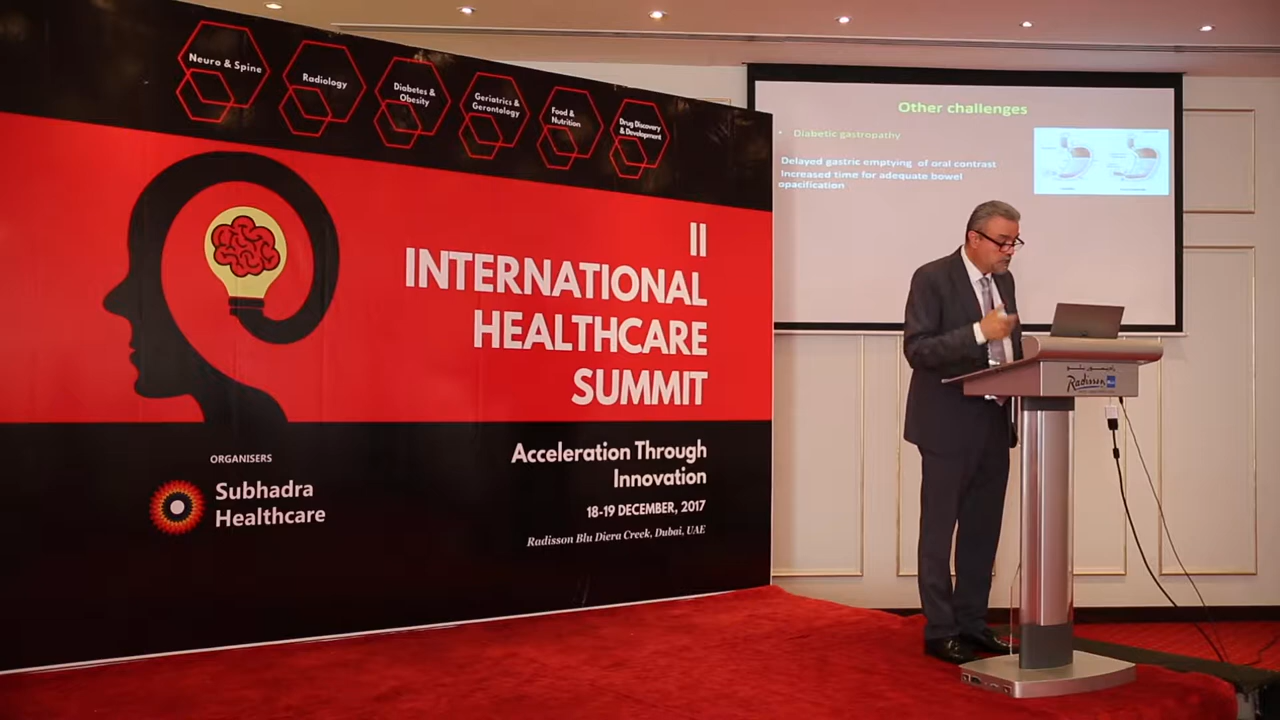 Neuro & Spine
Radiology
Diabetes &
Obesity
Geriatrics &
Gerontology
Food &
Nutrition
Drug Discovery
& Development
II
INTERNATIONAL
HEALTHCARE
SUMMIT
Acceleration Through
Innovation
18-19 DECEMBER, 2017
Radisson Blu Diera Creek, Dubai, UAE
ORGANISERS
Subhadra
Healthcare
Other challenges
• Diabetic gastropathy
Delayed gastric emptying of oral contrast
Increased time for adequate bowel
opacification
راديسون بلو
Radisson